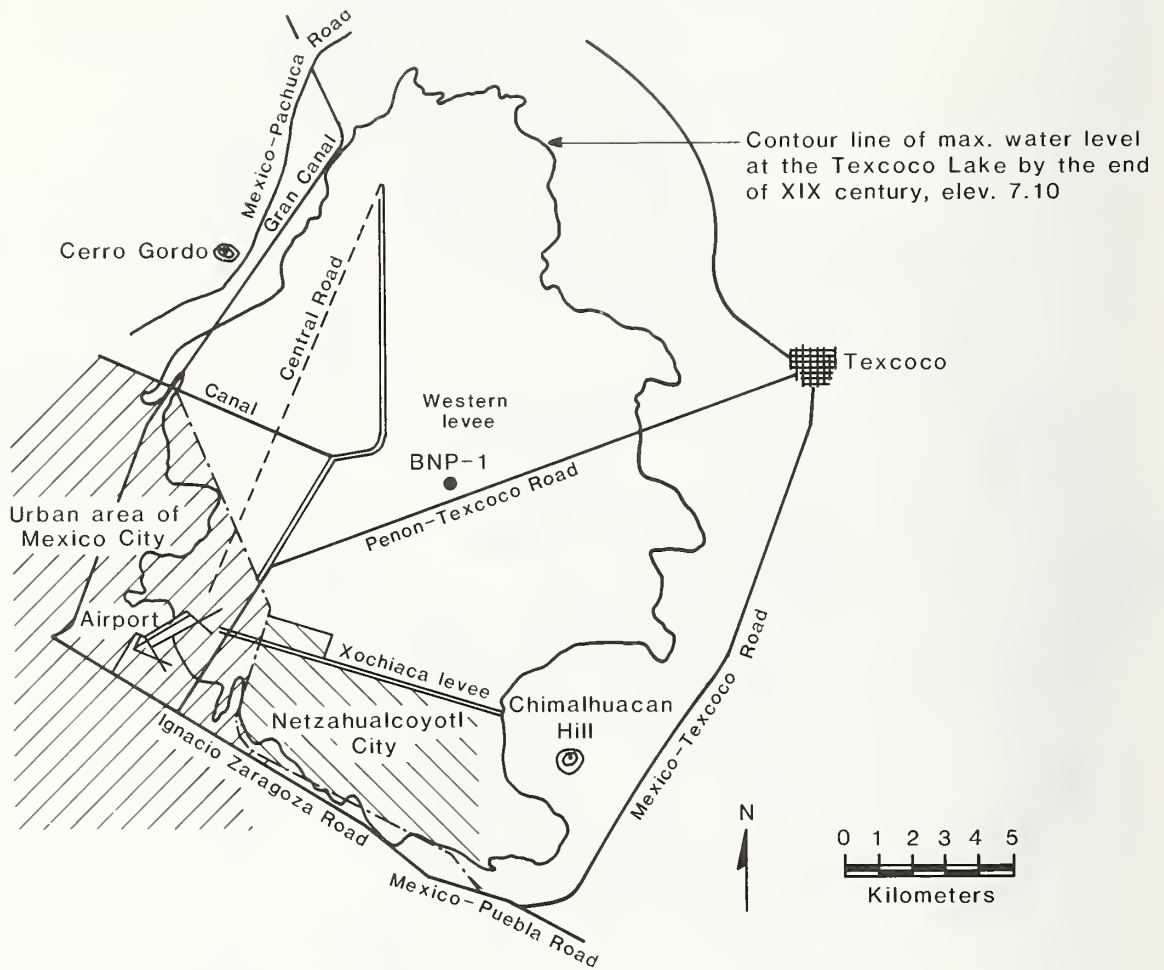 Mexico-Pachuca Road
Gran Canal
Contour line of max. water level
at the Texcoco Lake by the end
of XIX century, elev. 7.10
Cerro Gordo
Central Road
Texcoco
Canal
Western
levee
BNP-1
Penon-Texcoco Road
Urban area of
Mexico City
Airport
Xochiaca levee
Chimalhuacan
Hill
Netzahualcoyotl
City
Ignacio Zaragoza Road
Mexico-Texcoco Road
N
0 1 2 3 4 5
Kilometers
Mexico-Puebla Road